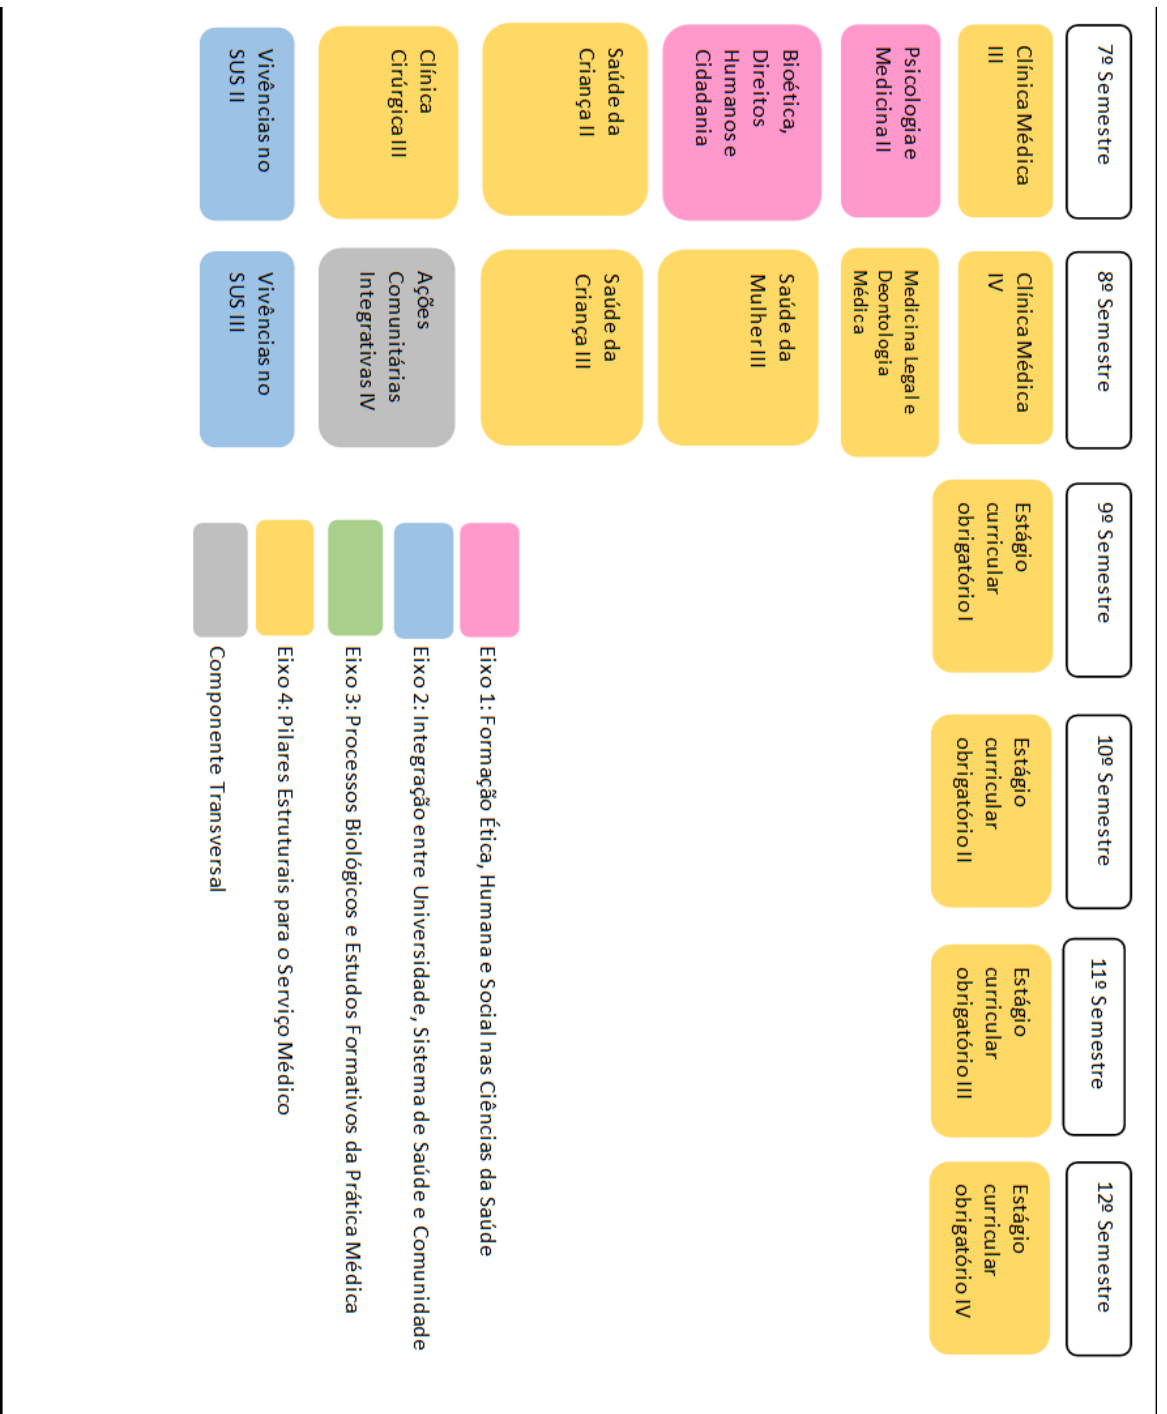 7º Semestre
Clínica Médica
III
Psicologia e
Medicina II
Bioética,
Direitos
Humanos e
Cidadania
Saúde da
Criança II
Clínica
Cirúrgica III
Vivências no
SUS II
8º Semestre
Clínica Médica
IV
Medicina Legal e
Deontologia
Médica
Saúde da
Mulher III
Saúde da
Criança III
Ações
Comunitárias
Integrativas IV
Vivências no
SUS III
9º Semestre
Estágio
curricular
obrigatório I
10º Semestre
Estágio
curricular
obrigatório II
11º Semestre
Estágio
curricular
obrigatório III
12º Semestre
Estágio
curricular
obrigatório IV
Eixo 1: Formação Ética, Humana e Social nas Ciências da Saúde
Eixo 2: Integração entre Universidade, Sistema de Saúde e Comunidade
Eixo 3: Processos Biológicos e Estudos Formativos da Prática Médica
Eixo 4: Pilares Estruturais para o Serviço Médico
Componente Transversal